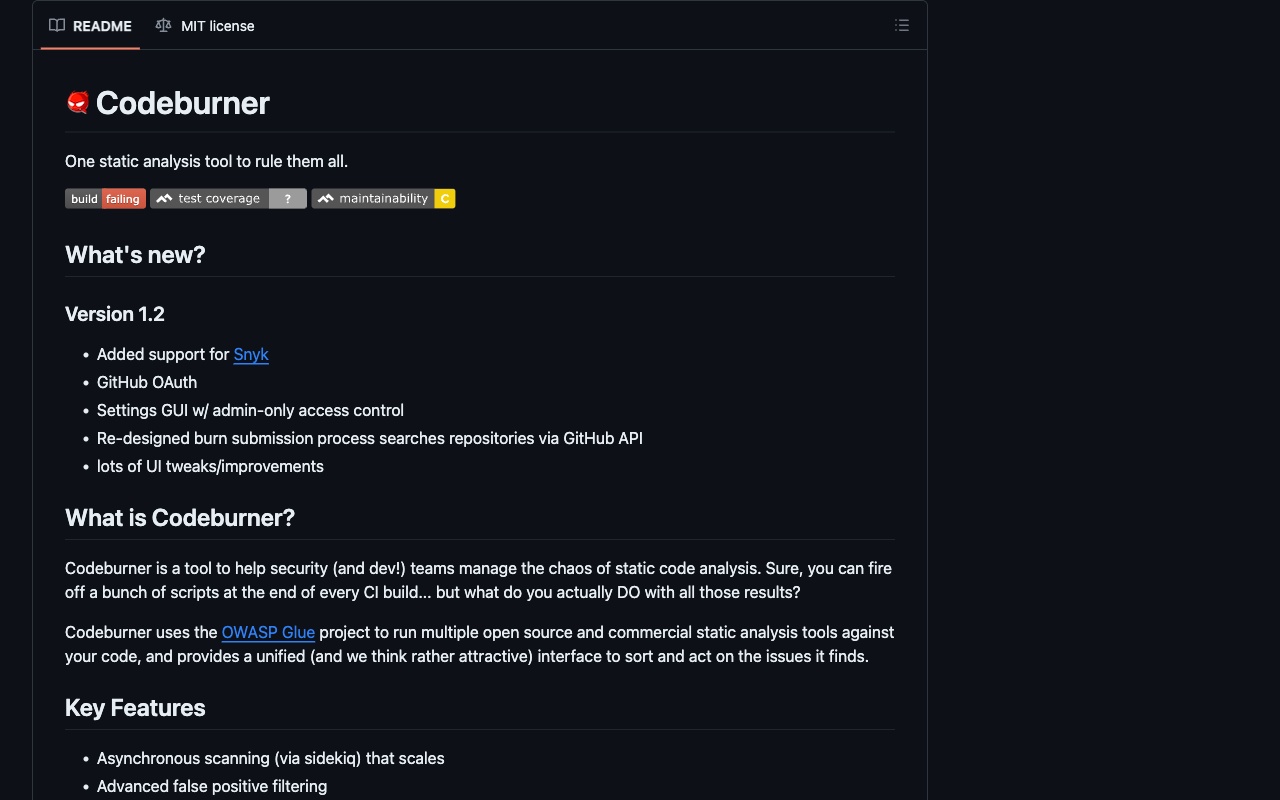 README
MIT license
Codeburner
One static analysis tool to rule them all.
build failing test coverage ? maintainability C
What's new?
Version 1.2
Added support for Snyk
GitHub OAuth
Settings GUI w/ admin-only access control
Re-designed burn submission process searches repositories via GitHub API
lots of UI tweaks/improvements
What is Codeburner?
Codeburner is a tool to help security (and dev!) teams manage the chaos of static code analysis. Sure, you can fire
off a bunch of scripts at the end of every CI build... but what do you actually DO with all those results?
Codeburner uses the OWASP Glue project to run multiple open source and commercial static analysis tools against
your code, and provides a unified (and we think rather attractive) interface to sort and act on the issues it finds.
Key Features
Asynchronous scanning (via sidekiq) that scales
Advanced false positive filtering